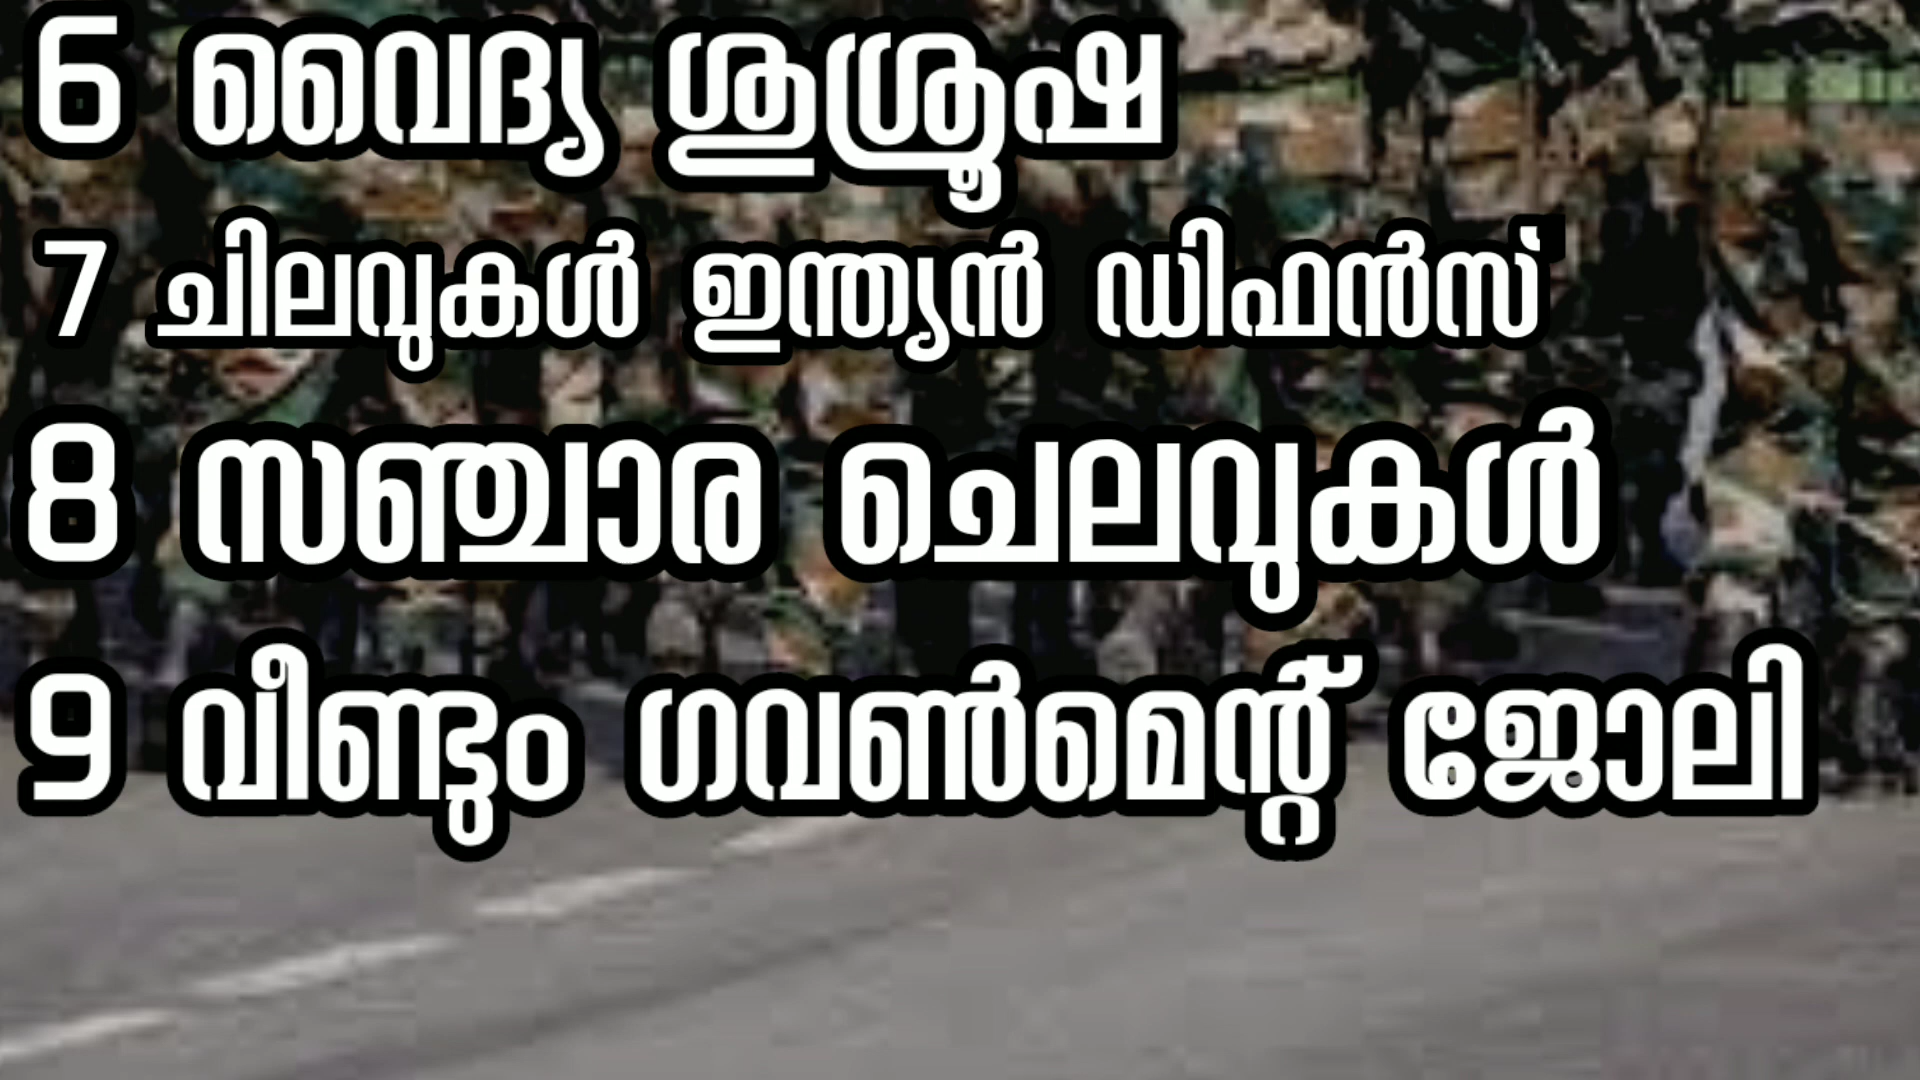 6 വൈദ്യ ശുശ്രൂഷ
7 ചിലവുകൾ ഇന്ത്യൻ ഡിഫൻസ്
8 സഞ്ചാര ചെലവുകൾ
9 വീണ്ടും ഗവൺമെന്റ് ജോലി